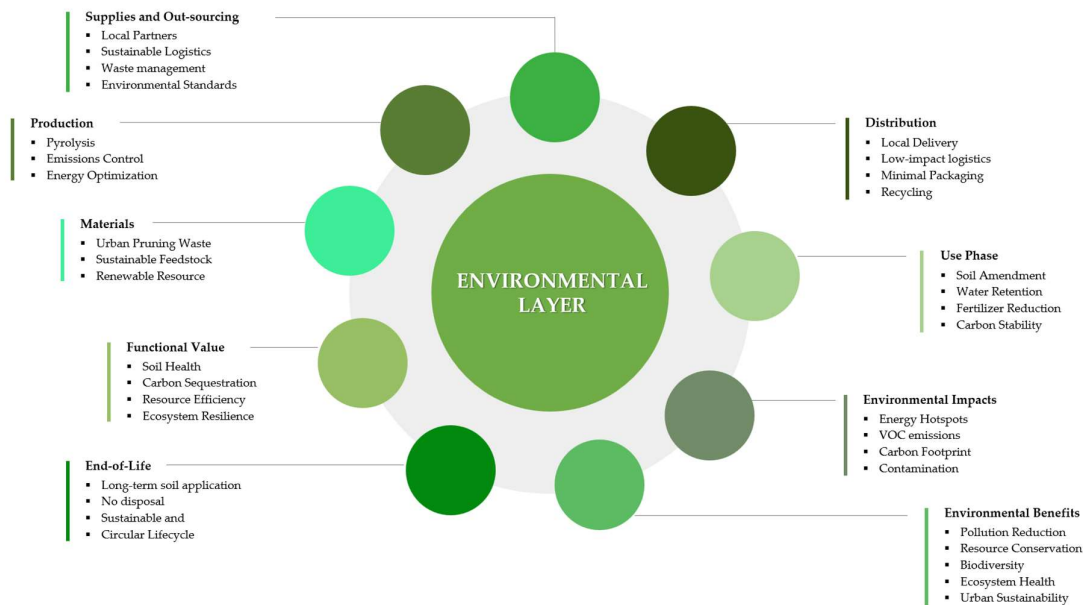 Supplies and Out-sourcing
▪ Local Partners
▪ Sustainable Logistics
▪ Waste management
▪ Environmental Standards
Production
▪ Pyrolysis
▪ Emissions Control
▪ Energy Optimization
Materials
▪ Urban Pruning Waste
▪ Sustainable Feedstock
▪ Renewable Resource
Functional Value
▪ Soil Health
▪ Carbon Sequestration
▪ Resource Efficiency
▪ Ecosystem Resilience
End-of-Life
▪ Long-term soil application
▪ No disposal
▪ Sustainable and
▪ Circular Lifecycle
ENVIRONMENTAL
LAYER
Distribution
▪ Local Delivery
▪ Low-impact logistics
▪ Minimal Packaging
▪ Recycling
Use Phase
▪ Soil Amendment
▪ Water Retention
▪ Fertilizer Reduction
▪ Carbon Stability
Environmental Impacts
▪ Energy Hotspots
▪ VOC emissions
▪ Carbon Footprint
▪ Contamination
Environmental Benefits
▪ Pollution Reduction
▪ Resource Conservation
▪ Biodiversity
▪ Ecosystem Health
▪ Urban Sustainability